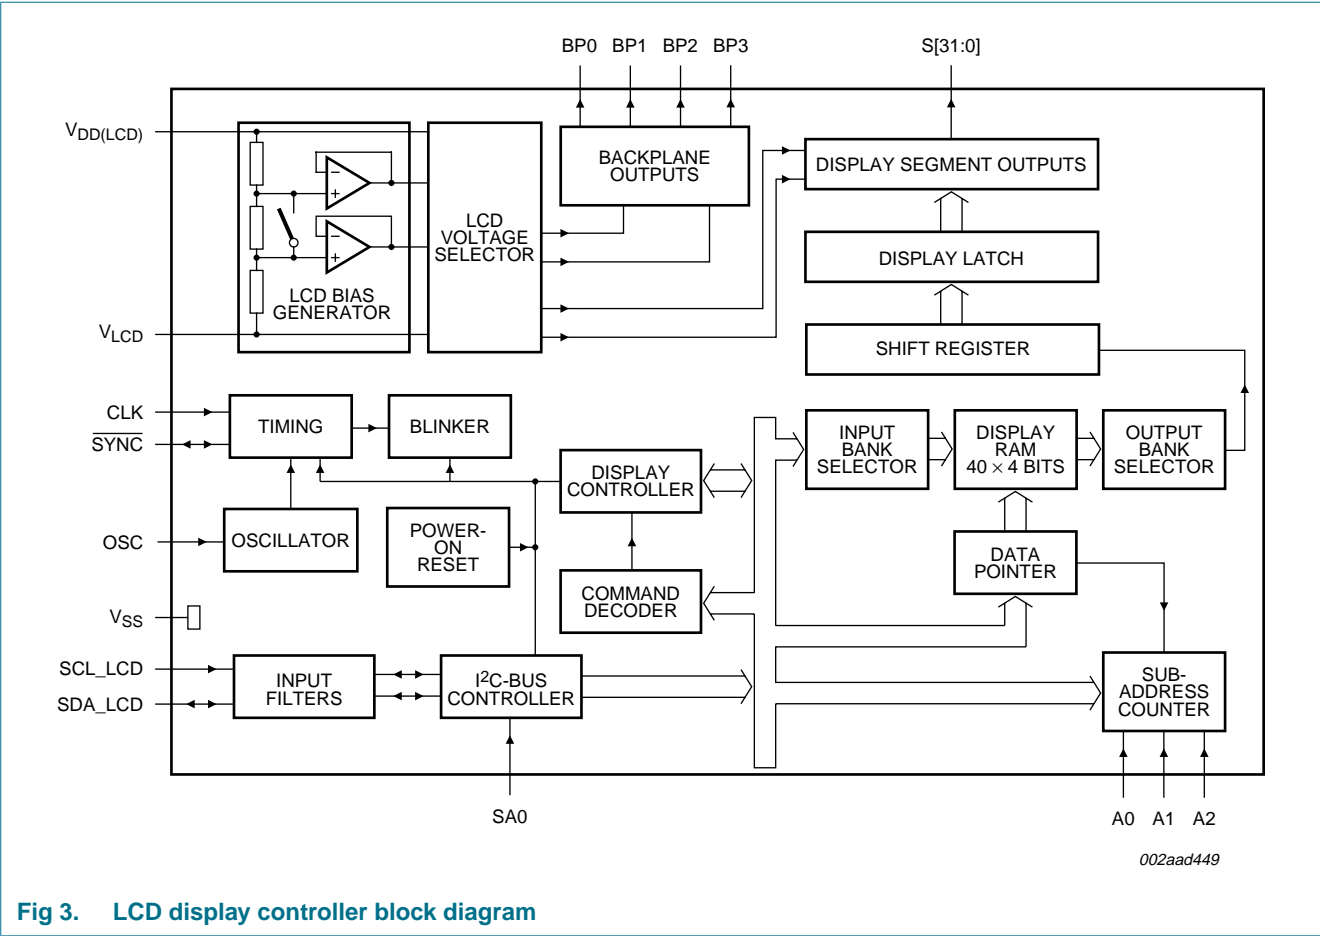 BP0 BP1 BP2 BP3 S[31:0]
VDD(LCD)
BACKPLANE
OUTPUTS
DISPLAY SEGMENT OUTPUTS
−
+
−
+
LCD
VOLTAGE
SELECTOR
DISPLAY LATCH
LCD BIAS
GENERATOR
VLCD
SHIFT REGISTER
CLK
SYNC
TIMING
BLINKER
INPUT
BANK
SELECTOR
DISPLAY
RAM
40 × 4 BITS
OUTPUT
BANK
SELECTOR
DISPLAY
CONTROLLER
OSC
OSCILLATOR
POWER-
ON
RESET
DATA
POINTER
COMMAND
DECODER
VSS
SCL_LCD
SDA_LCD
INPUT
FILTERS
I2C-BUS
CONTROLLER
SUB-
ADDRESS
COUNTER
SA0
A0 A1 A2
002aad449
Fig 3. LCD display controller block diagram